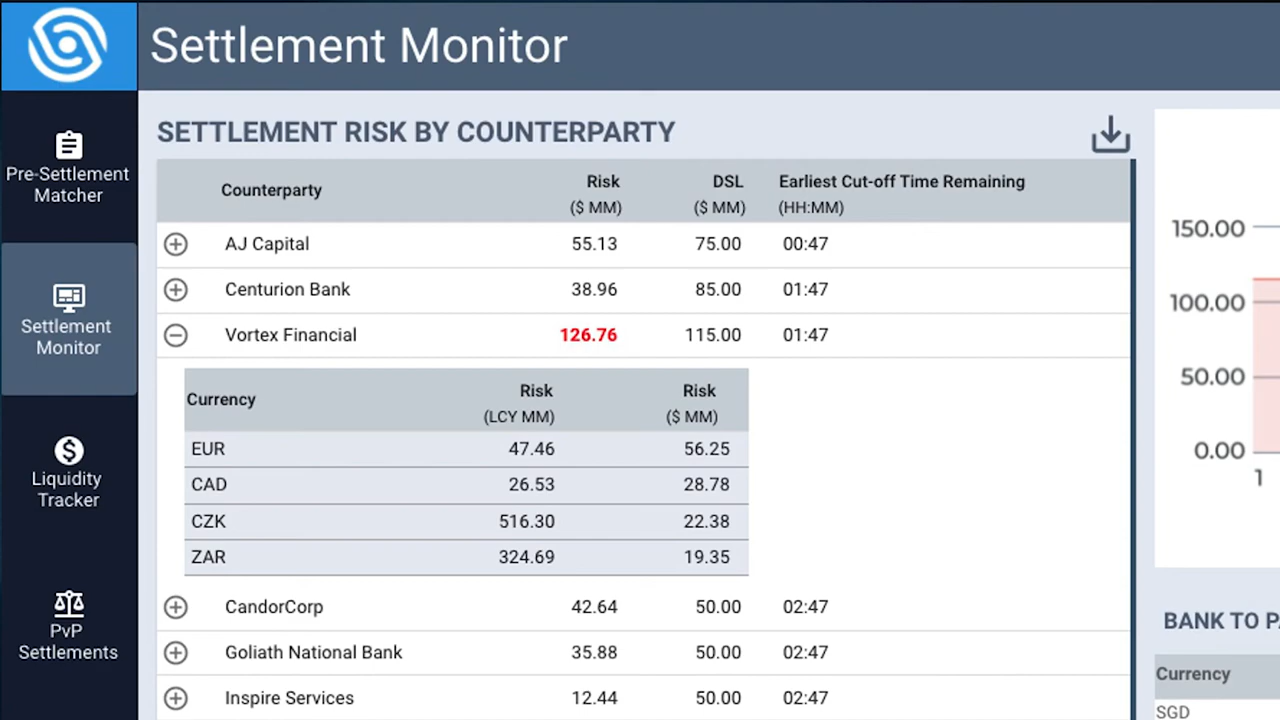 Settlement Monitor
Pre-Settlement
Matcher
Settlement
Monitor
Liquidity
Tracker
PvP
Settlements
SETTLEMENT RISK BY COUNTERPARTY
Counterparty Risk ($ MM) DSL ($ MM) Earliest Cut-off Time Remaining (HH:MM)
AJ Capital 55.13 75.00 00:47
Centurion Bank 38.96 85.00 01:47
Vortex Financial 126.76 115.00 01:47
Currency Risk (LCY MM) Risk ($ MM)
EUR 47.46 56.25
CAD 26.53 28.78
CZK 516.30 22.38
ZAR 324.69 19.35
CandorCorp 42.64 50.00 02:47
Goliath National Bank 35.88 50.00 02:47
Inspire Services 12.44 50.00 02:47
150.00
100.00
50.00
0.00
1
BANK TO
Currency
SGD